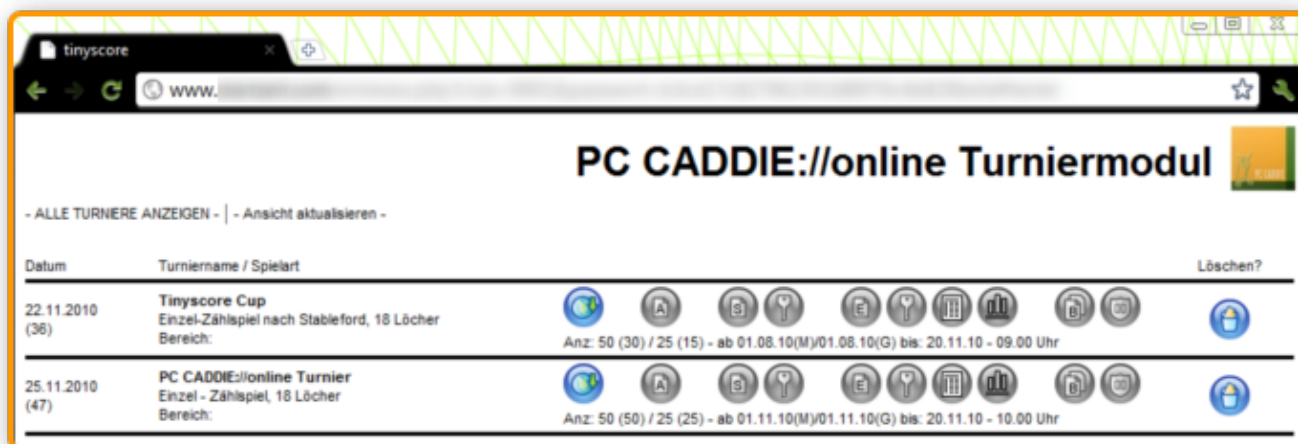 tinyscore
www.
PC CADDIE://online Turniermodul
- ALLE TURNIERE ANZEIGEN - | - Ansicht aktualisieren -
Datum Turniername / Spielart Löschen?
22.11.2010
(36)
Tinyscore Cup
Einzel-Zählspiel nach Stableford, 18 Löcher
Bereich:
A S E B
Anz: 50 (30) / 25 (15) - ab 01.08.10(M)/01.08.10(G) bis: 20.11.10 - 09.00 Uhr
25.11.2010
(47)
PC CADDIE://online Turnier
Einzel - Zählspiel, 18 Löcher
Bereich:
A S E B
Anz: 50 (50) / 25 (25) - ab 01.11.10(M)/01.11.10(G) bis: 20.11.10 - 10.00 Uhr